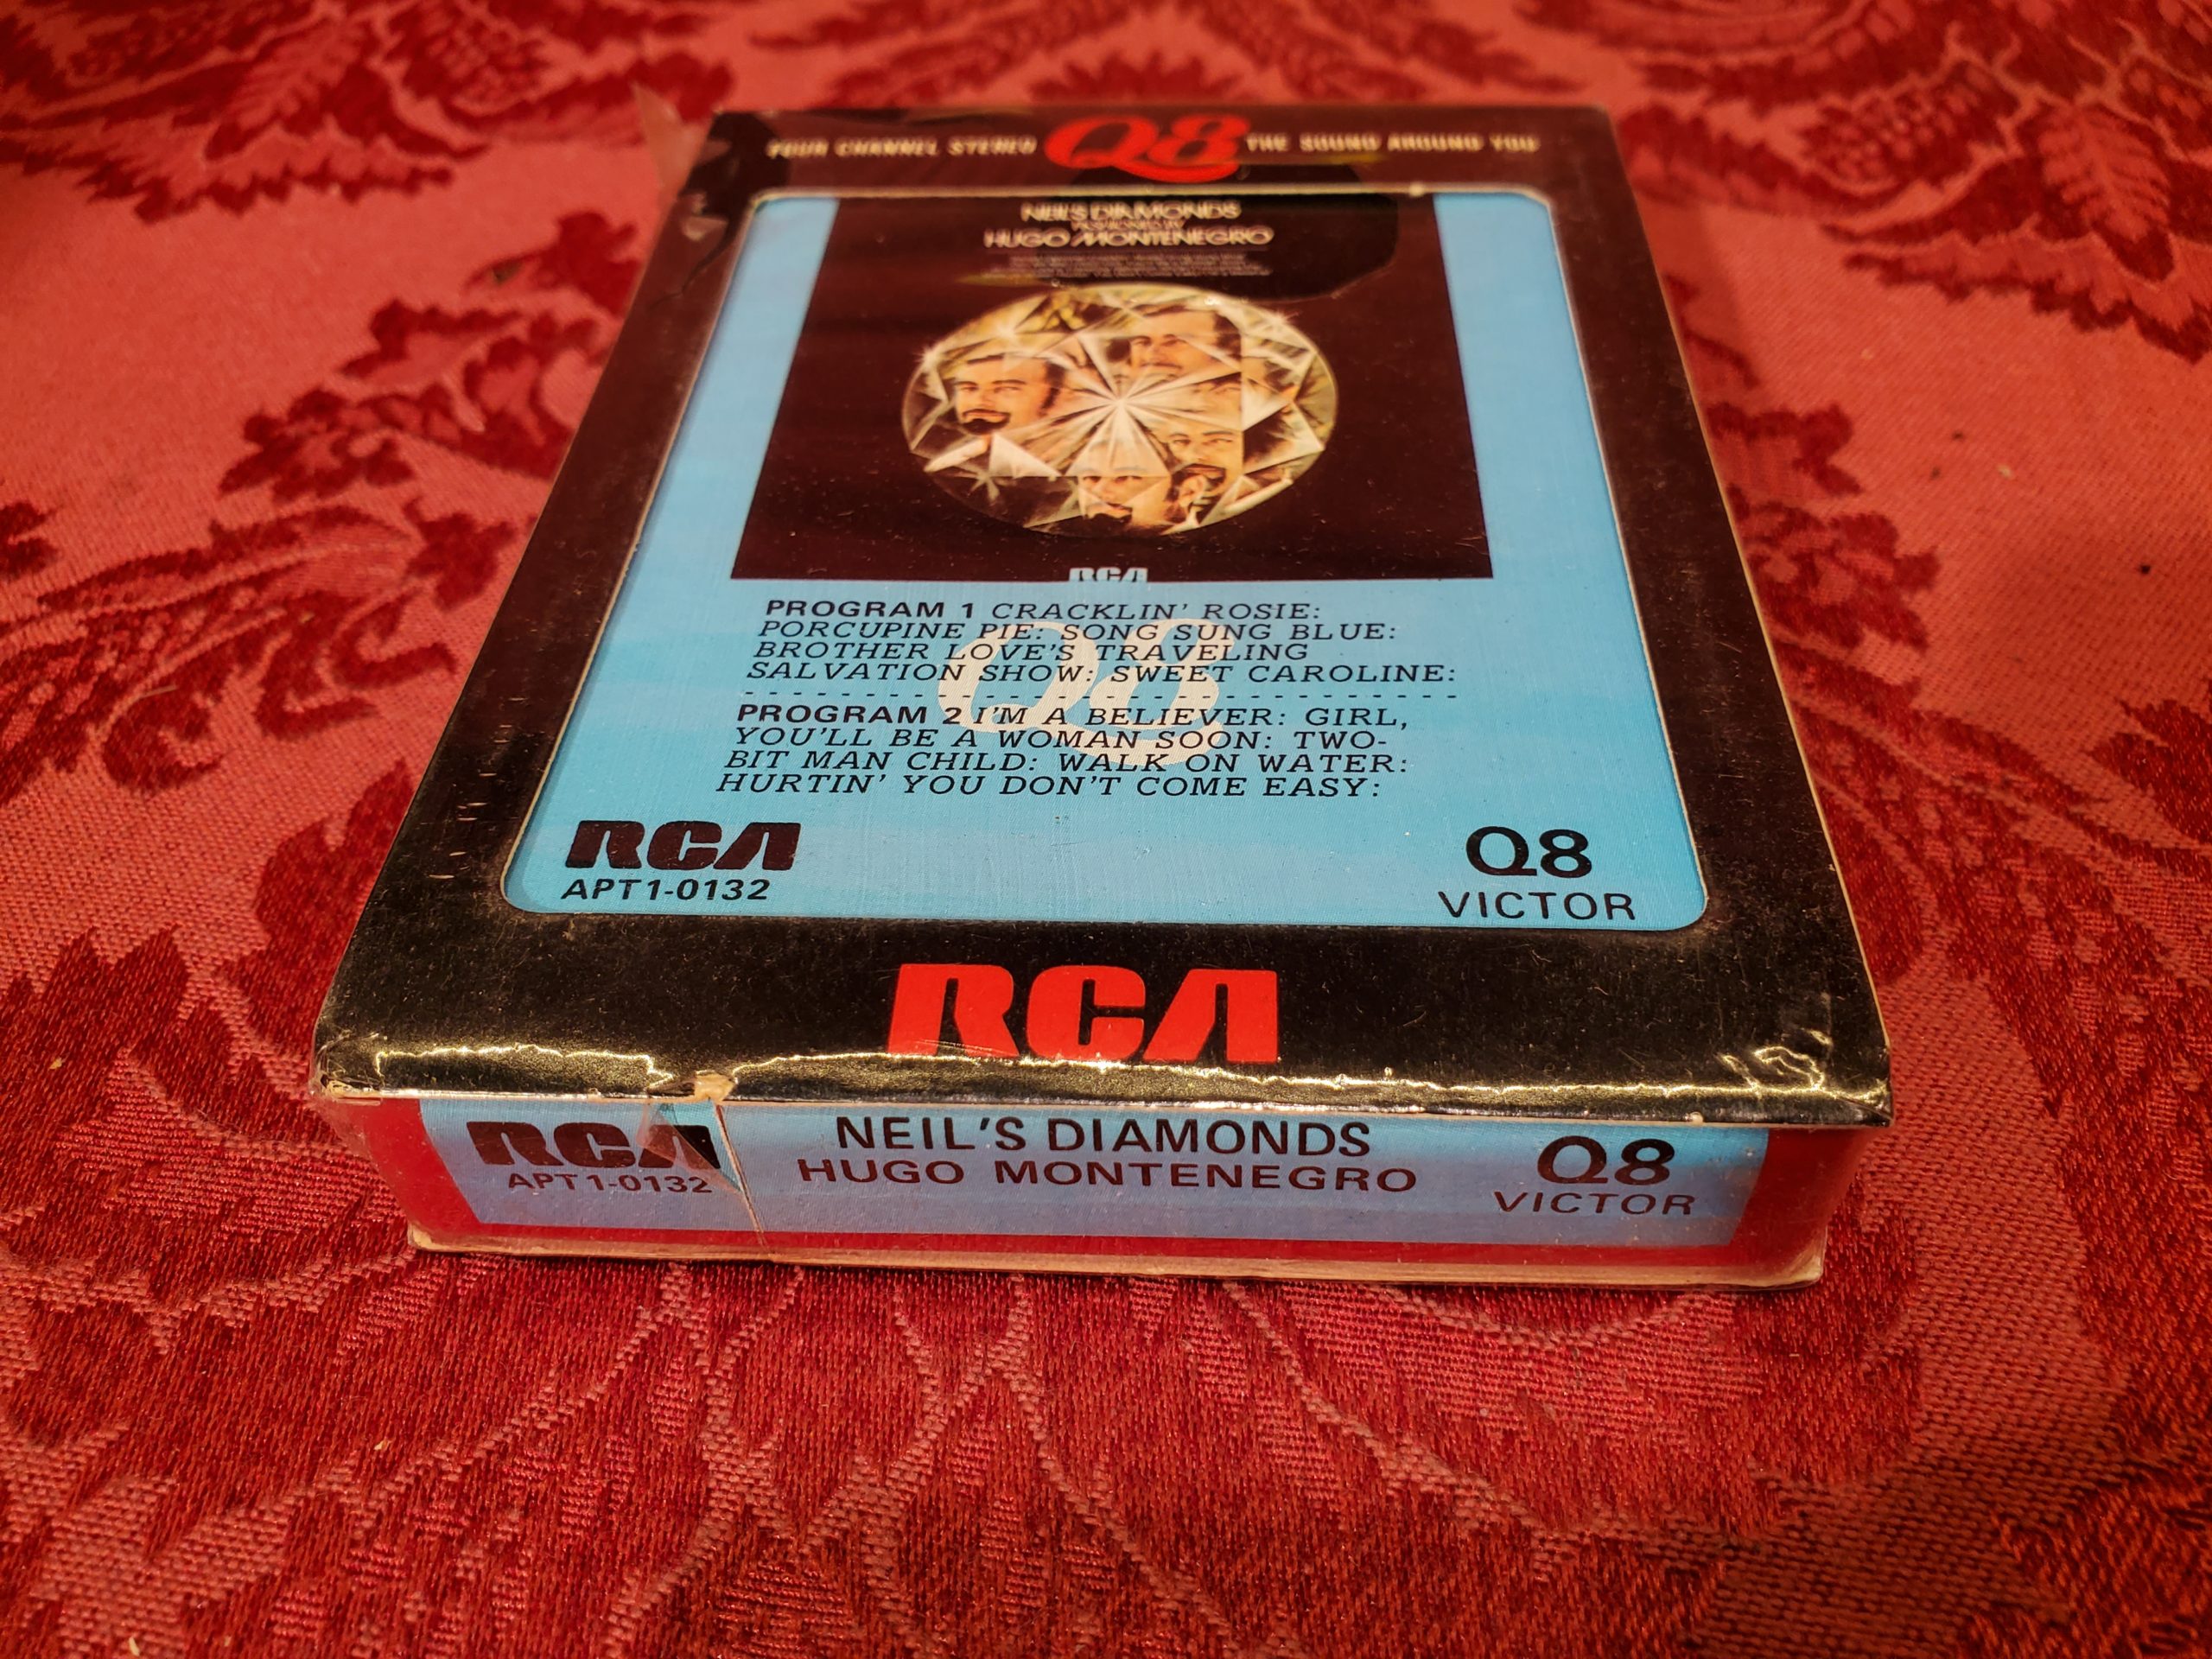 FOUR CHANNEL STEREO Q8 THE SOUND AROUND YOU
NEIL'S DIAMONDS
FASHIONED BY
HUGO MONTENEGRO
RCA
PROGRAM 1 CRACKLIN' ROSIE:
PORCUPINE PIE: SONG SUNG BLUE:
BROTHER LOVE'S TRAVELING
SALVATION SHOW: SWEET CAROLINE:
PROGRAM 2 I'M A BELIEVER: GIRL,
YOU'LL BE A WOMAN SOON: TWO-
BIT MAN CHILD: WALK ON WATER:
HURTIN' YOU DON'T COME EASY:
Q8
RCA
APT1-0132
Q8
VICTOR
RCA
RCA
APT1-0132
NEIL'S DIAMONDS
HUGO MONTENEGRO
Q8
VICTOR